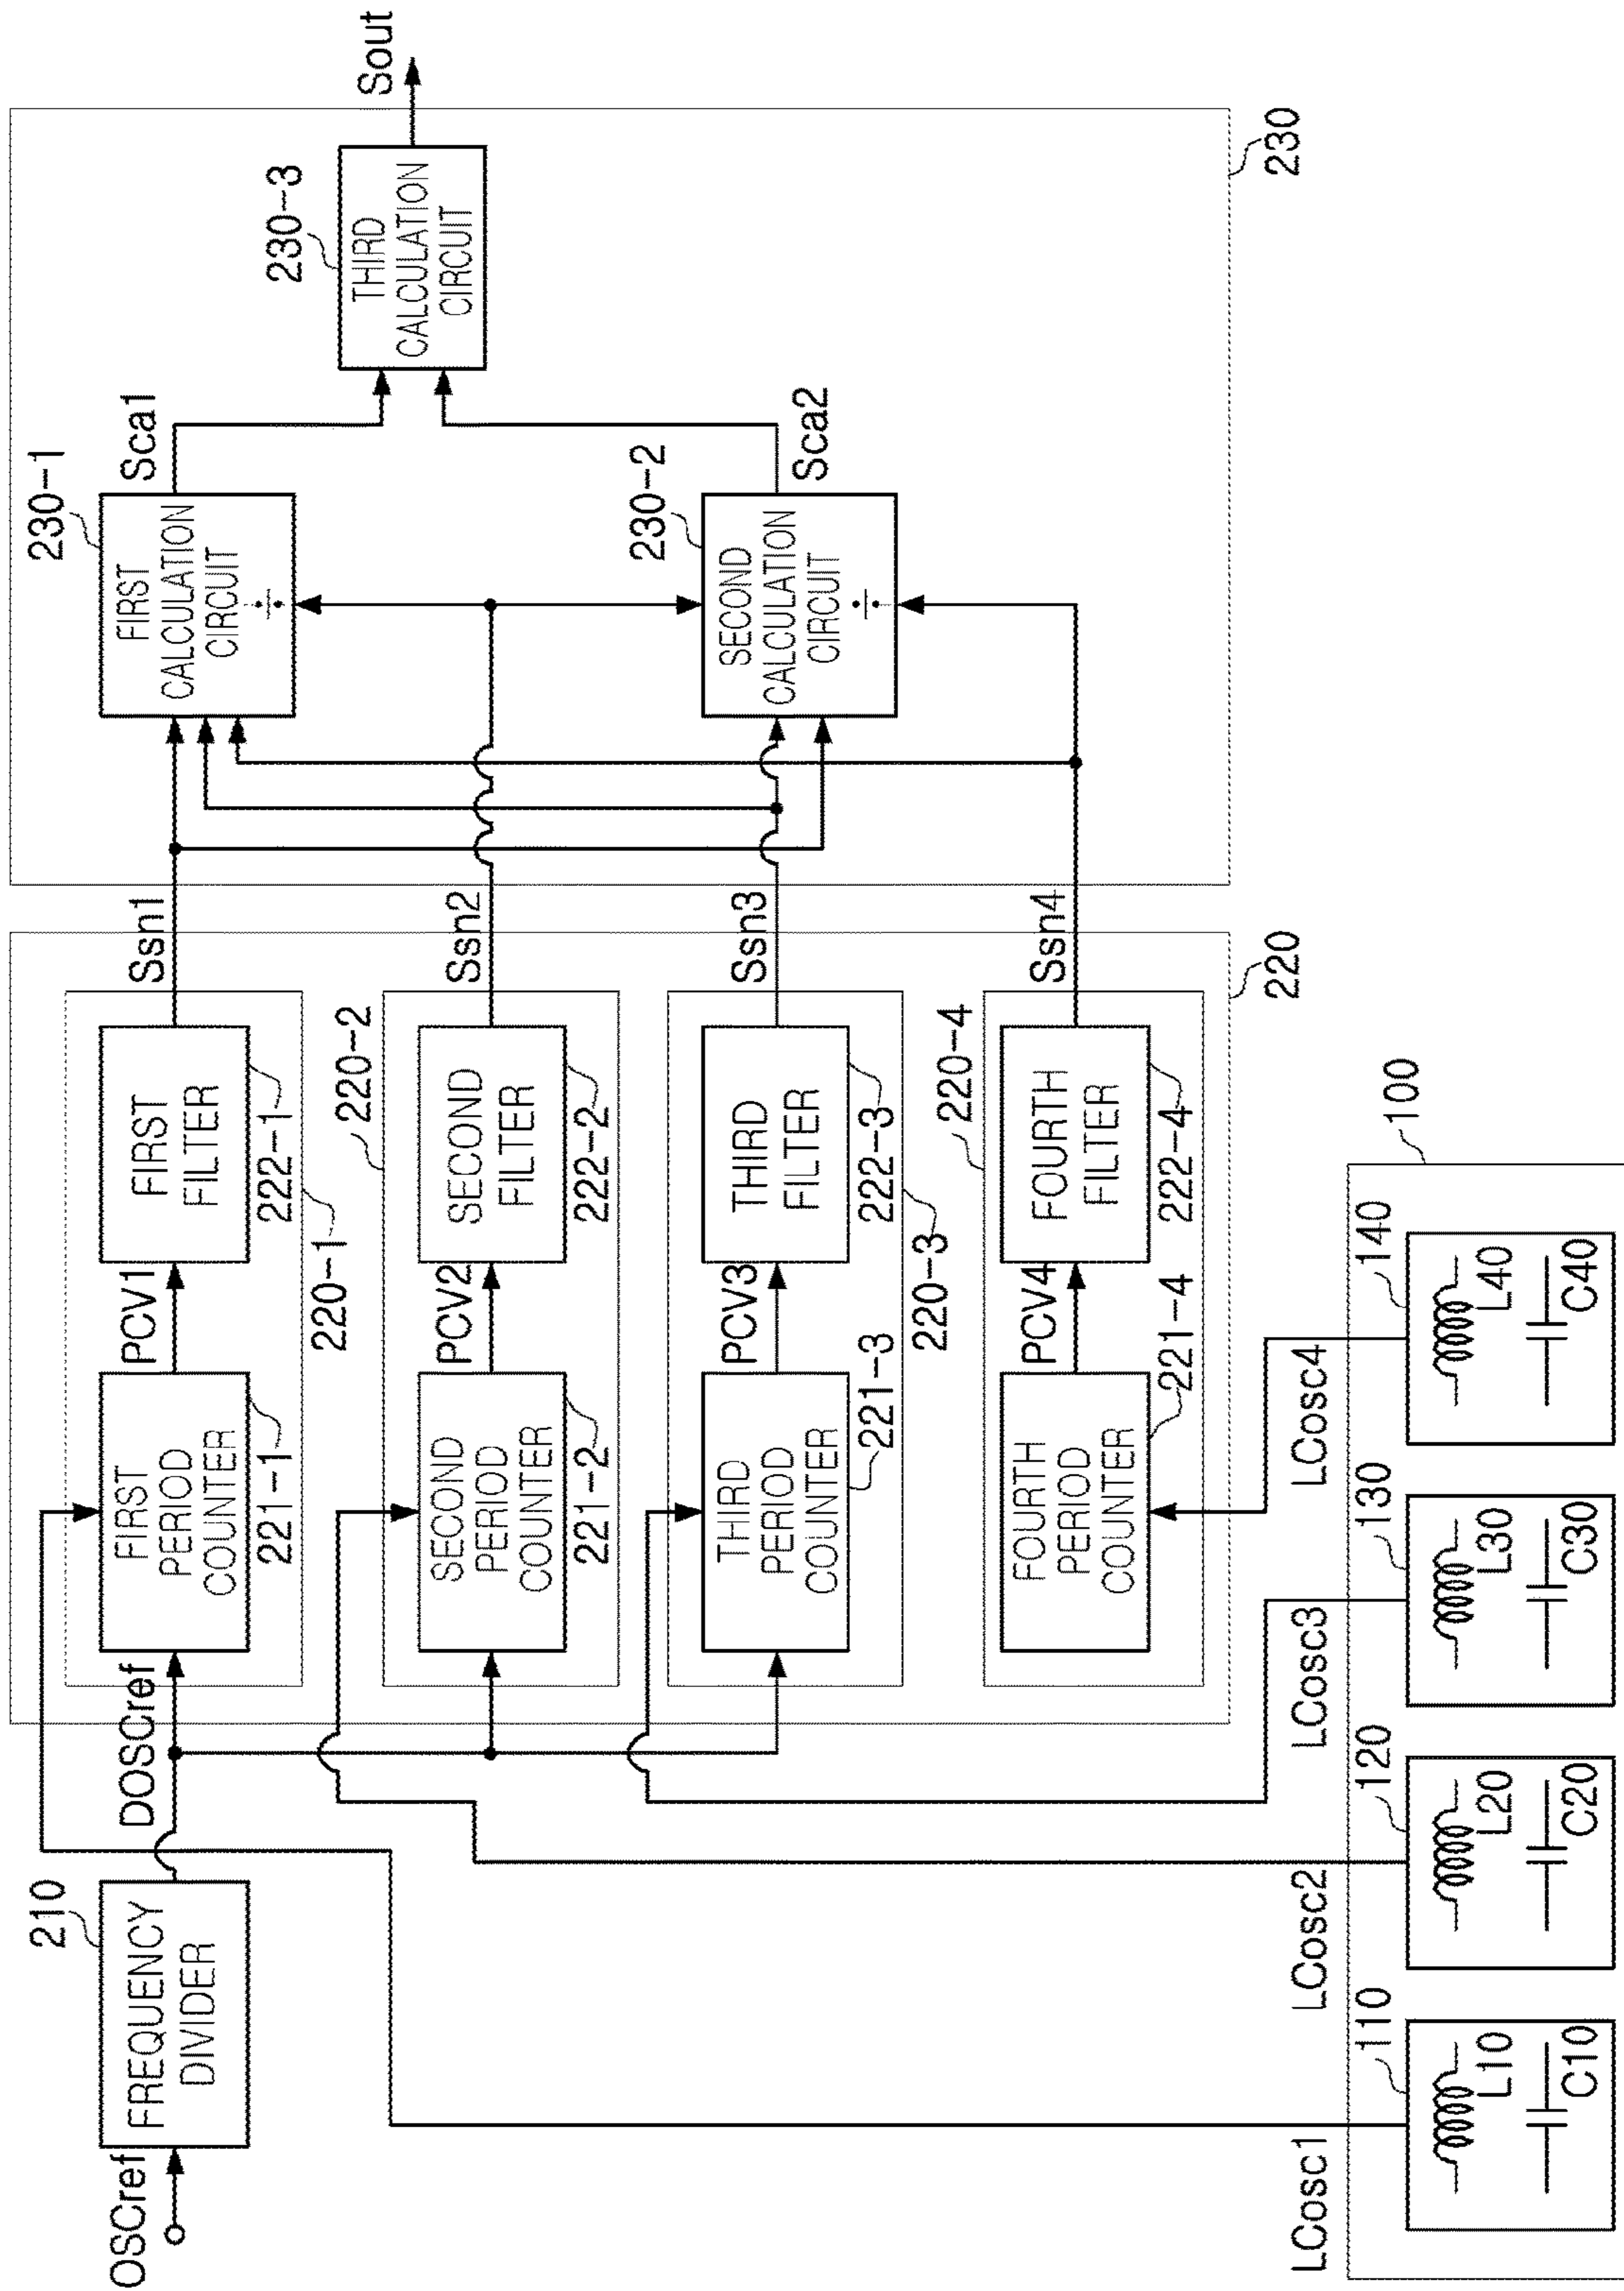 OSCref
210
FREQUENCY
DIVIDER
DOSCref
FIRST
PERIOD
COUNTER
221-1
PCV1
FIRST
FILTER
222-1
220-1
Ssn1
SECOND
PERIOD
COUNTER
221-2
PCV2
SECOND
FILTER
222-2
220-2
Ssn2
THIRD
PERIOD
COUNTER
221-3
PCV3
THIRD
FILTER
222-3
220-3
Ssn3
FOURTH
PERIOD
COUNTER
221-4
PCV4
FOURTH
FILTER
222-4
220-4
Ssn4
220
230-1
FIRST
CALCULATION
CIRCUIT
÷
Sca1
230-2
SECOND
CALCULATION
CIRCUIT
÷
Sca2
230-3
THIRD
CALCULATION
CIRCUIT
Sout
230
LCosc1
110
L10
C10
LCosc2
120
L20
C20
LCosc3
130
L30
C30
LCosc4
140
L40
C40
100